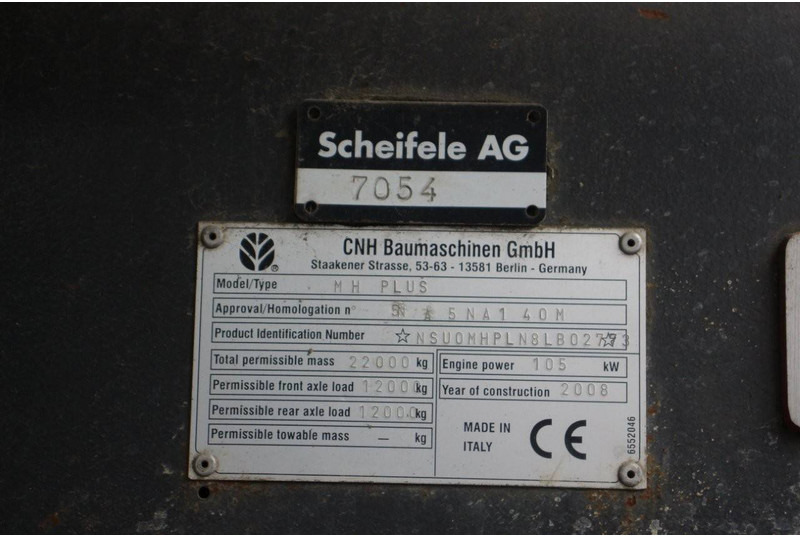 Scheifele AG
7054
®
CNH Baumaschinen GmbH
Staakener Strasse, 53-63 - 13581 Berlin - Germany
Model/Type MH PLUS
Approval/Homologation n° 5NA140M
Product Identification Number
Total permissible mass 22000 kg
Engine power 105 kW
Permissible front axle load 12000 kg
Year of construction 2008
Permissible rear axle load 12000 kg
Permissible towable mass — kg
MADE IN
ITALY
CE
6552046